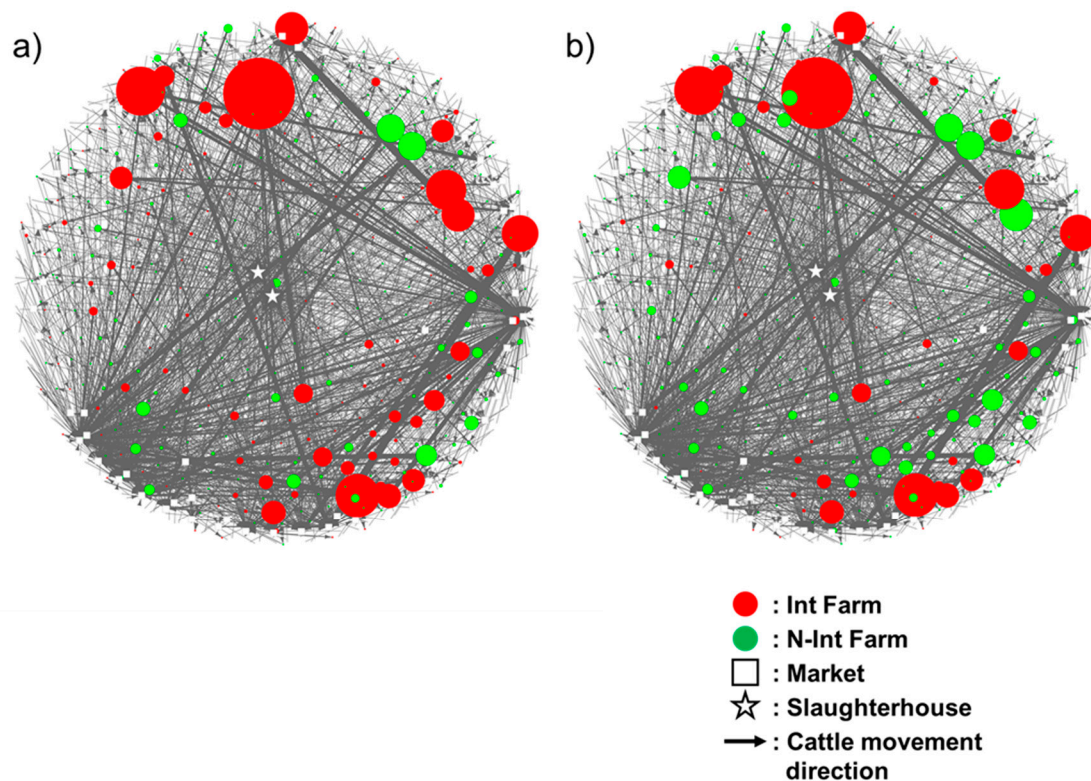 a)
b)
: Int Farm
: N-Int Farm
: Market
: Slaughterhouse
: Cattle movement
direction